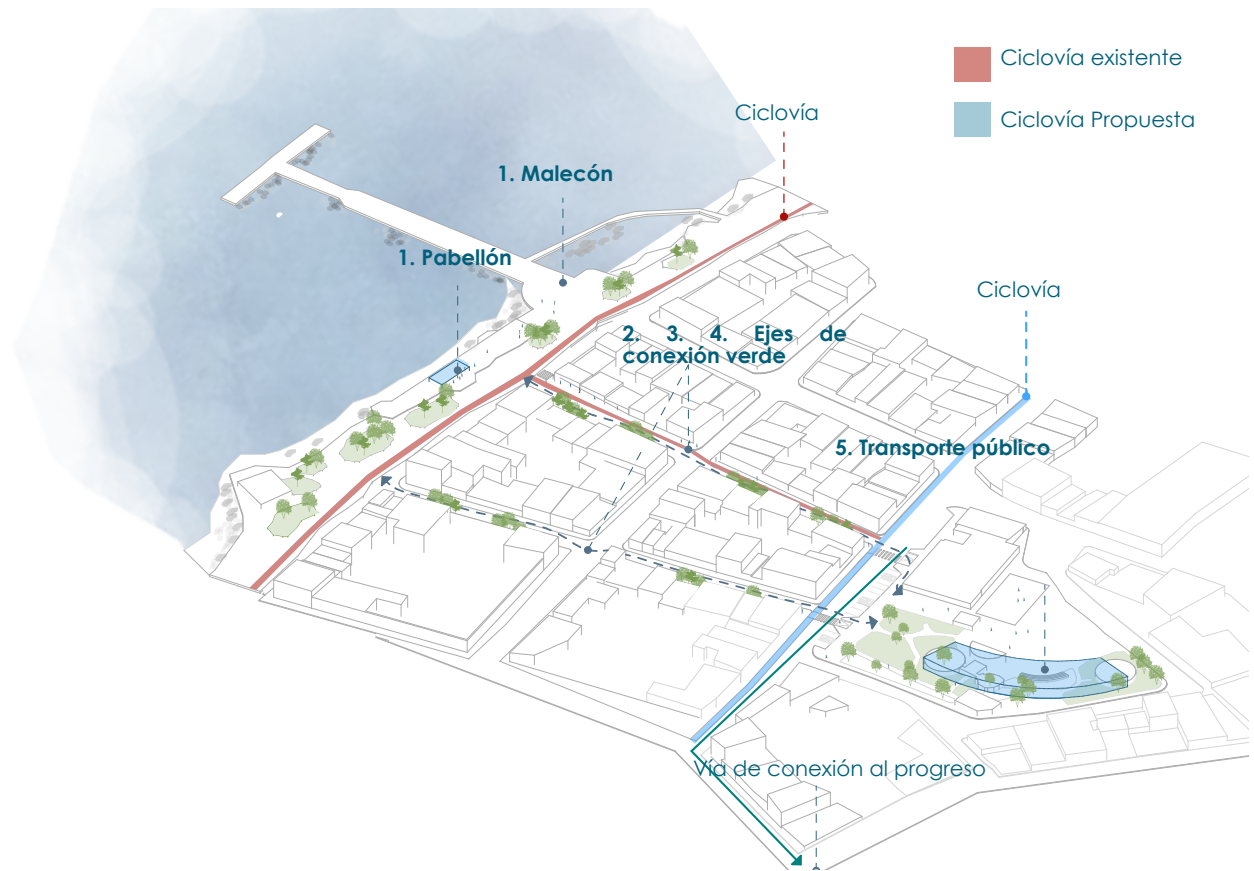 Ciclovía existente
Ciclovía Propuesta
Ciclovía
1. Malecón
1. Pabellón
Ciclovía
2. 3. 4. Ejes de
conexión verde
5. Transporte público
Vía de conexión al progreso